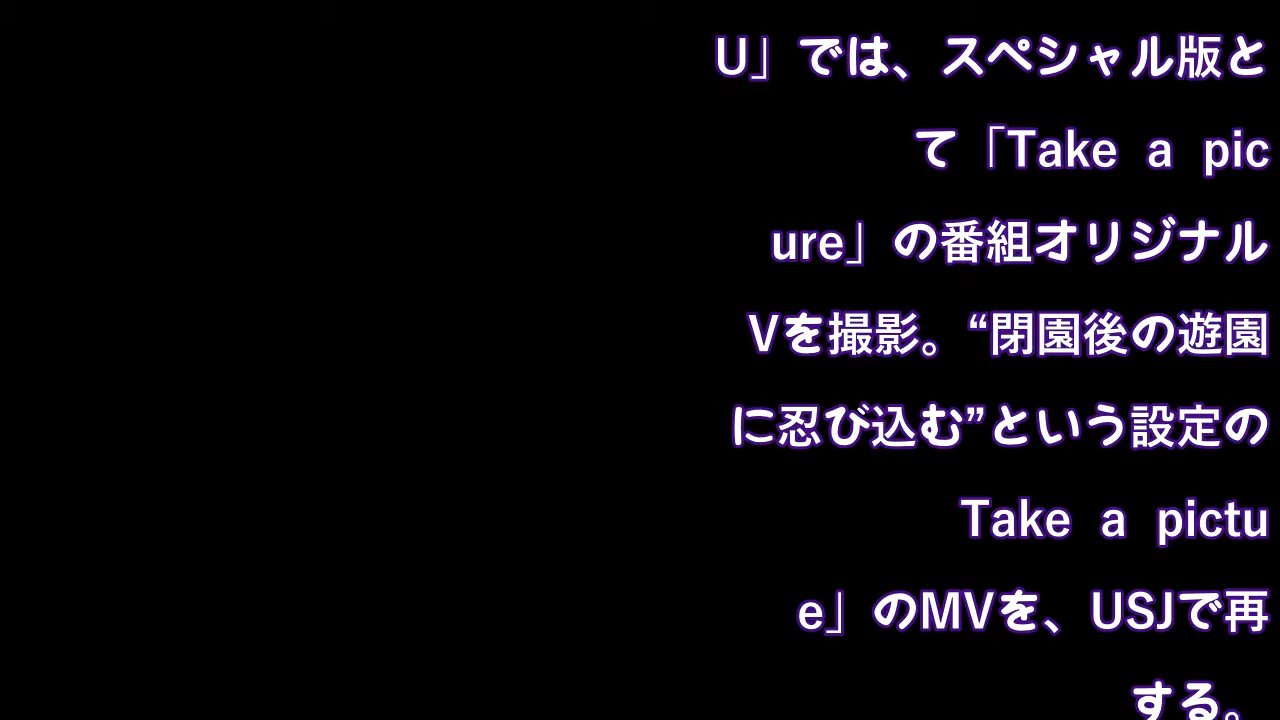 U」では、スペシャル版と
て「Take a pic
ure」の番組オリジナル
Vを撮影。“閉園後の遊園
に忍び込む”という設定の
Take a pictu
e」のMVを、USJで再
する。